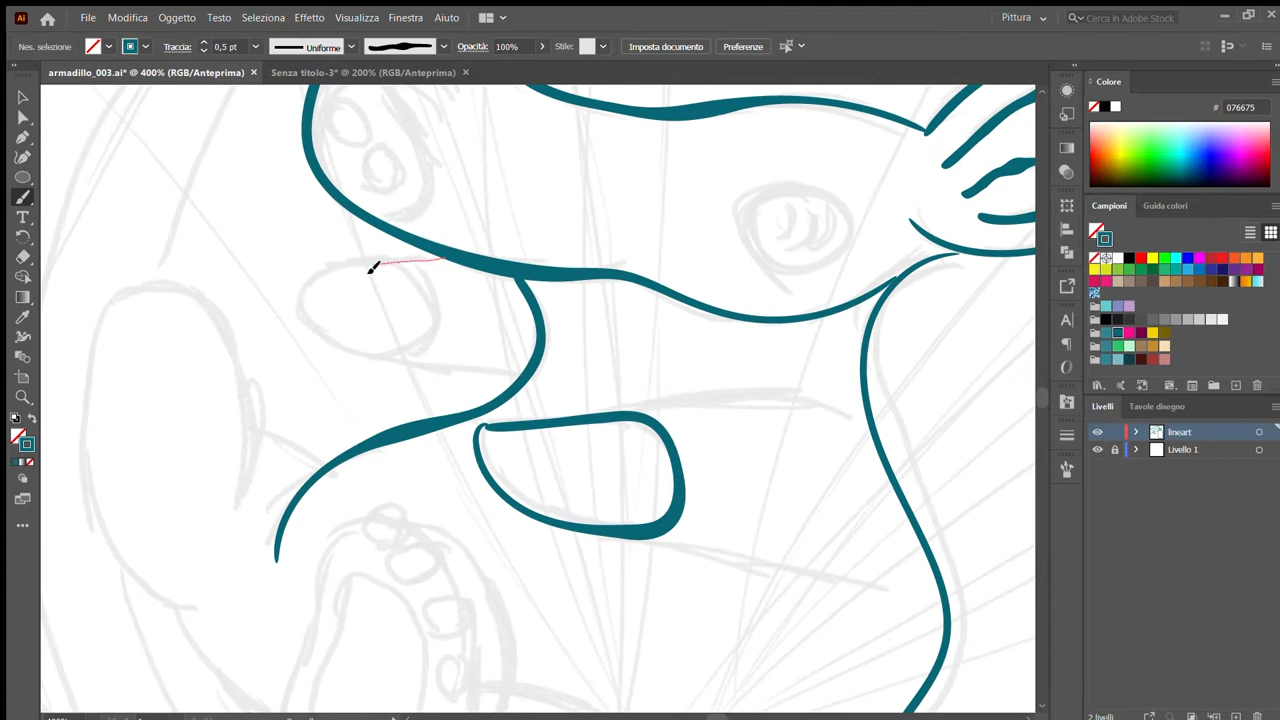 Ai File Modifica Oggetto Testo Seleziona Effetto Visualizza Finestra Aiuto Pittura Cerca in Adobe Stock
Nes. selezione Traccia: 0,5 pt Uniforme Opacità: 100% Stile: Imposta documento Preferenze
armadillo_003.ai* @ 400% (RGB/Anteprima) Senza titolo-3* @ 200% (RGB/Anteprima)
Colore
# 076675
Campioni Guida colori
Livelli Tavole disegno
lineart
Livello 1
2 livelli